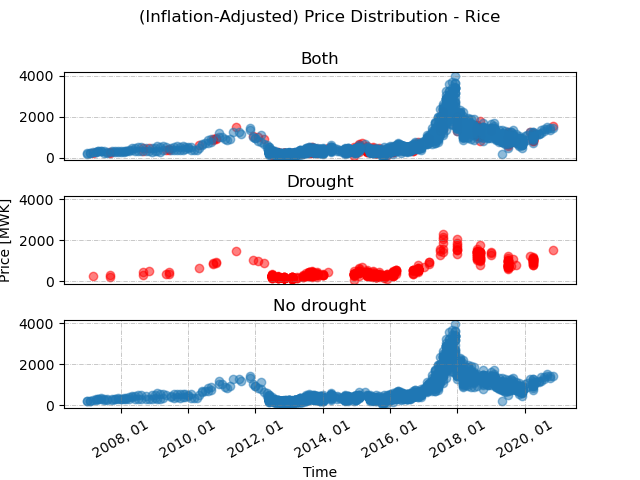 (Inflation-Adjusted) Price Distribution - Rice
Both
4000
2000
0
Drought
4000
2000
0
Price [MWK]
No drought
4000
2000
0
2008, 01
2010, 01
2012, 01
2014, 01
2016, 01
2018, 01
2020, 01
Time